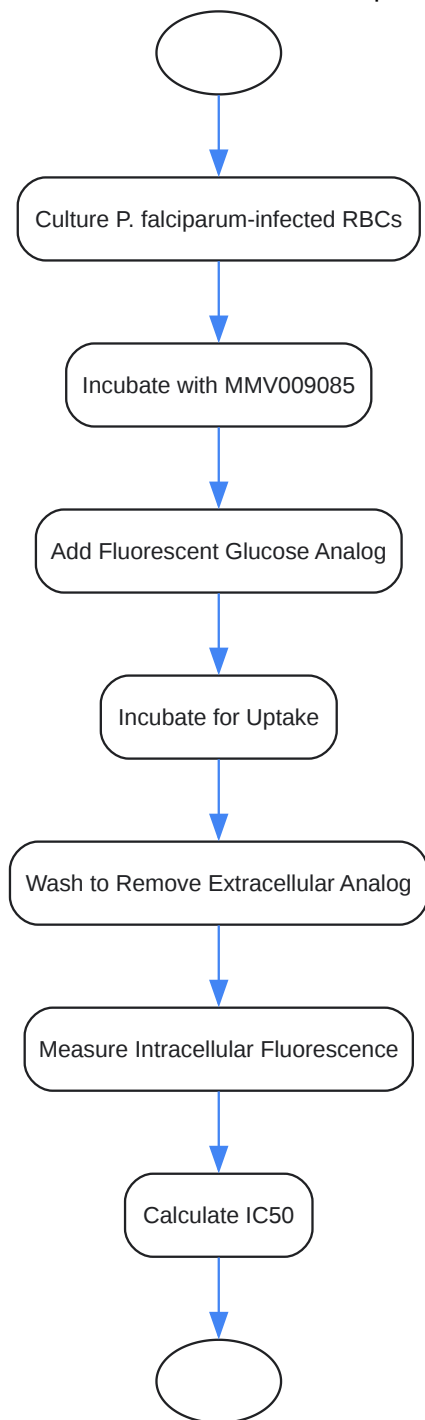 Culture P. falciparum-infected RBCs
Incubate with MMV009085
Add Fluorescent Glucose Analog
Incubate for Uptake
Wash to Remove Extracellular Analog
Measure Intracellular Fluorescence
Calculate IC50